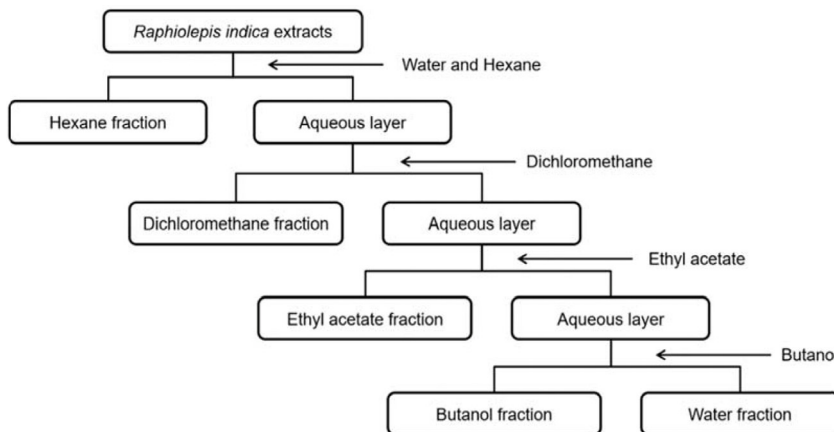 Raphiolepis indica extracts
Water and Hexane
Hexane fraction
Aqueous layer
Dichloromethane
Dichloromethane fraction
Aqueous layer
Ethyl acetate
Ethyl acetate fraction
Aqueous layer
Butano
Butanol fraction
Water fraction